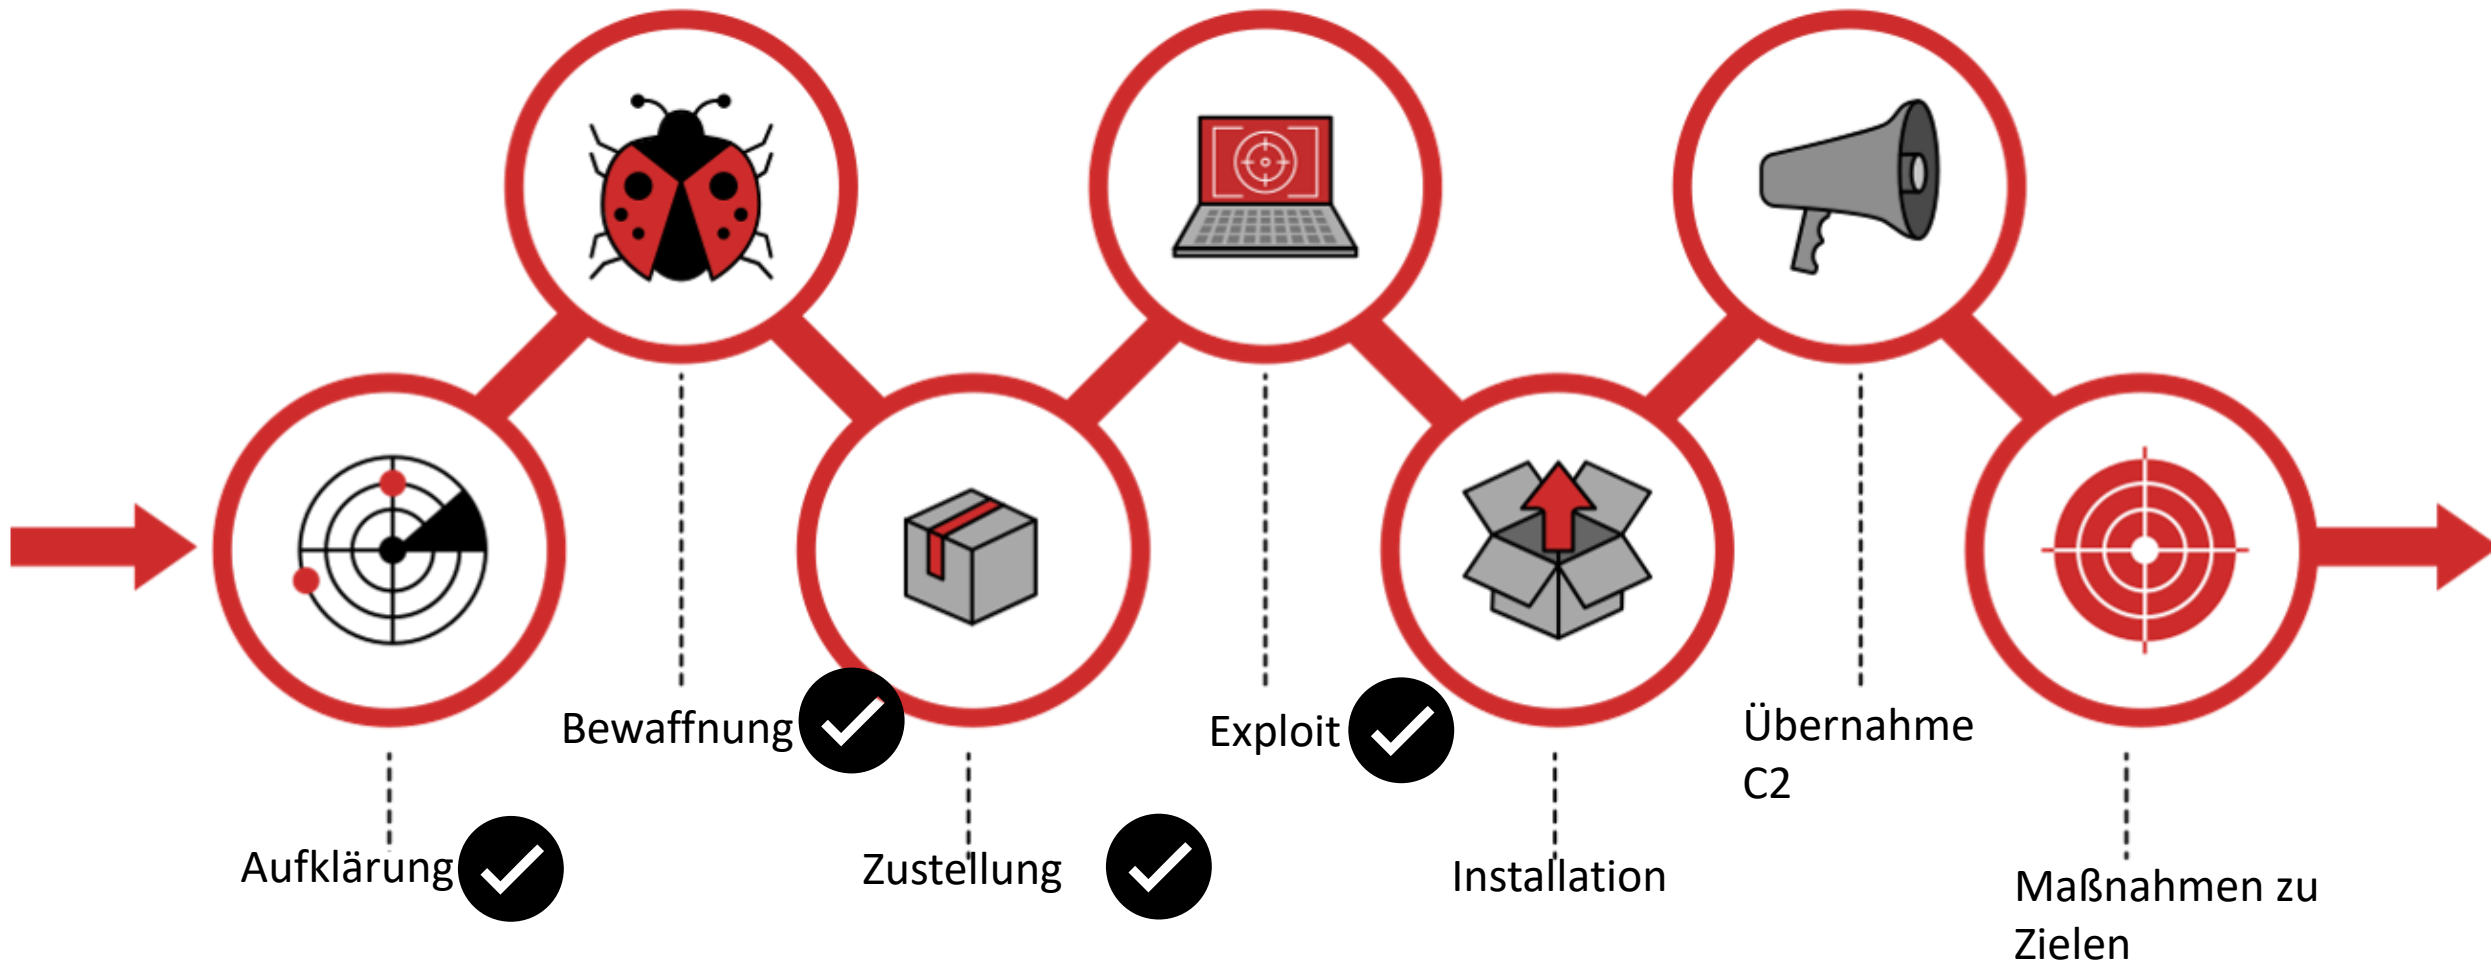 Aufklärung
Bewaffnung
Zustellung
Exploit
Installation
Übernahme
C2
Maßnahmen zu
Zielen